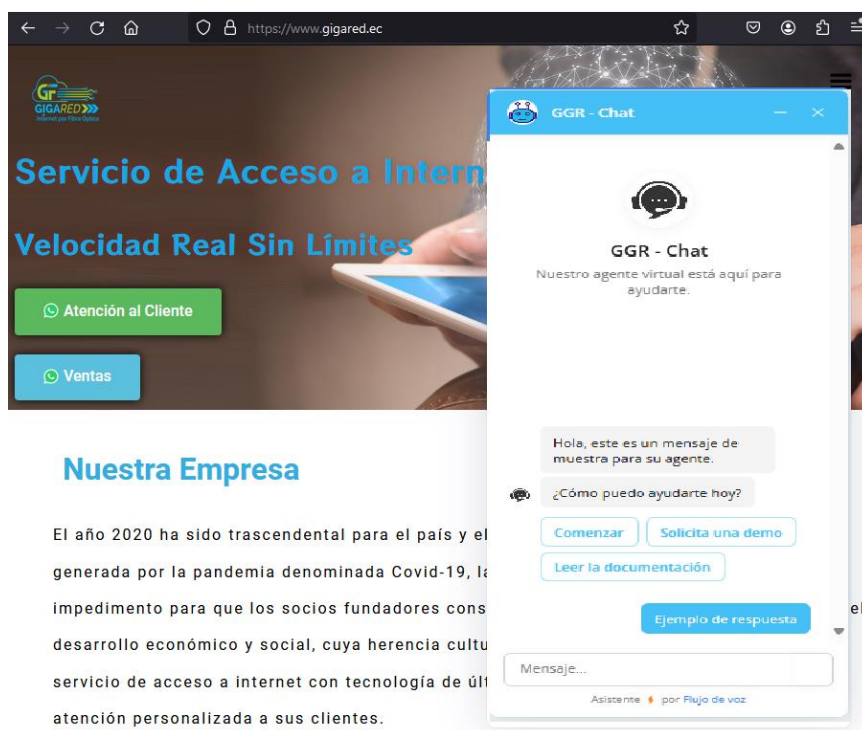 https://www.gigared.ec
GF
GIGARED
Internet por Fibra Optica
Servicio de Acceso a Intern
Velocidad Real Sin Límites
Atención al Cliente
Ventas
Nuestra Empresa
El año 2020 ha sido trascendental para el país y el
generada por la pandemia denominada Covid-19, la
impedimento para que los socios fundadores cons
el
desarrollo económico y social, cuya herencia cultu
servicio de acceso a internet con tecnología de últ
atención personalizada a sus clientes.
GGR - Chat
GGR - Chat
Nuestro agente virtual está aquí para
ayudarte.
Hola, este es un mensaje de
muestra para su agente.
¿Cómo puedo ayudarte hoy?
Comenzar
Solicita una demo
Leer la documentación
Ejemplo de respuesta
Mensaje...
Asistente por Flujo de voz